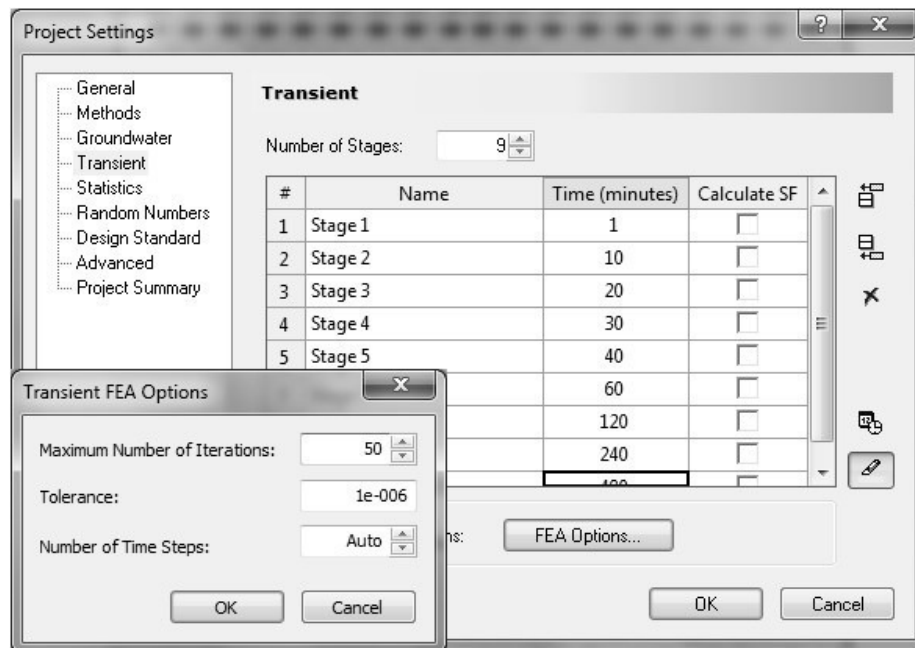 Project Settings
General
Methods
Groundwater
Transient
Statistics
Random Numbers
Design Standard
Advanced
Project Summary
Transient
Number of Stages: 9
# Name Time (minutes) Calculate SF
1 Stage 1 1
2 Stage 2 10
3 Stage 3 20
4 Stage 4 30
5 Stage 5 40
60
120
240
Transient FEA Options
Maximum Number of Iterations: 50
Tolerance: 1e-006
Number of Time Steps: Auto
OK Cancel
ns: FEA Options...
OK Cancel